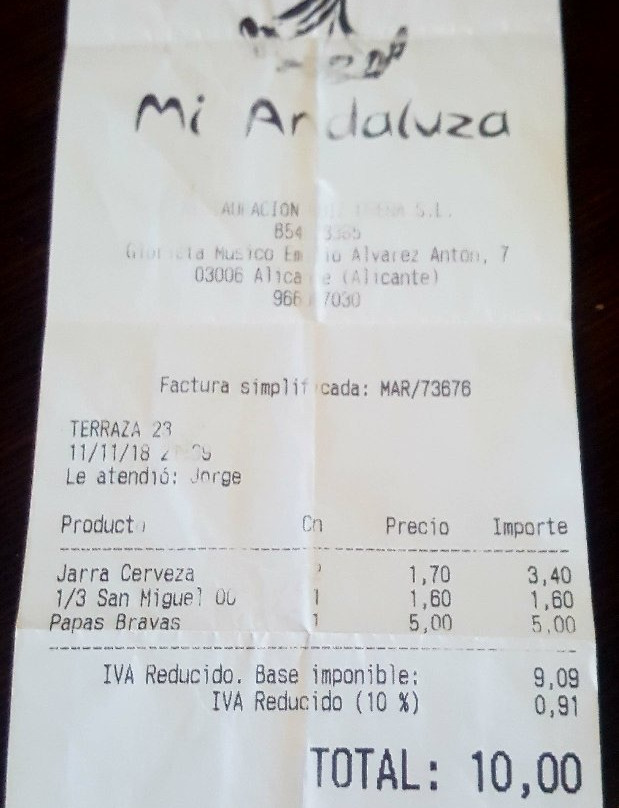 Mi Andaluza
S.L.
Musico Alvarez Anton, 7
03006 (Alicante)
Factura MAR/73676
TERRAZA 23
11/11/18
Le atendió: Jorge
Cn Precio Importe
Jarra Cerveza 1,70 3,40
1/3 San Miguel 1 1,60 1,60
Papas Bravas 1 5,00 5,00
IVA Reducido. Base imponible: 9,09
IVA Reducido (10 %) 0,91
TOTAL: 10,00